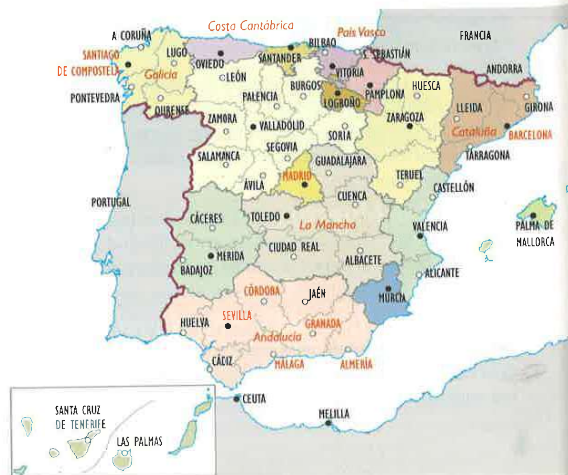 Costa Cantábrica
A CORUÑA
BILBAO
País Vasco
FRANCIA
SANTIAGO
DE COMPOSTELA
LUGO
OVIEDO
SANTANDER
S. SEBASTIÁN
ANDORRA
Galicia
LEÓN
VITORIA
PONTEVEDRA
OURENSE
PALENCIA
BURGOS
LOGROÑO
PAMPLONA
HUESCA
GIRONA
ZAMORA
VALLADOLID
SORIA
ZARAGOZA
LLEIDA
Cataluña
BARCELONA
SALAMANCA
SEGOVIA
GUADALAJARA
TARRAGONA
ÁVILA
MADRID
TERUEL
CASTELLÓN
PORTUGAL
CUENCA
CÁCERES
TOLEDO
La Mancha
VALENCIA
PALMA DE
MALLORCA
BADAJOZ
MERIDA
CIUDAD REAL
ALBACETE
ALICANTE
CÓRDOBA
JAÉN
MURCIA
HUELVA
SEVILLA
Andalucía
GRANADA
CÁDIZ
MÁLAGA
ALMERÍA
CEUTA
MELILLA
SANTA CRUZ
DE TENERIFE
LAS PALMAS